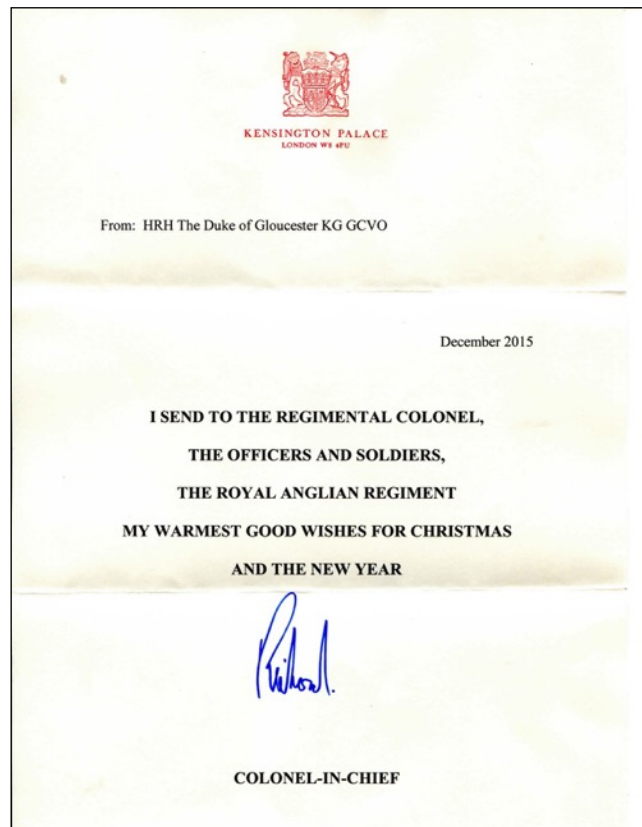 KENSINGTON PALACE
LONDON W8 4PU
From: HRH The Duke of Gloucester KG GCVO
December 2015
I SEND TO THE REGIMENTAL COLONEL,
THE OFFICERS AND SOLDIERS,
THE ROYAL ANGLIAN REGIMENT
MY WARMEST GOOD WISHES FOR CHRISTMAS
AND THE NEW YEAR
Richard.
COLONEL-IN-CHIEF